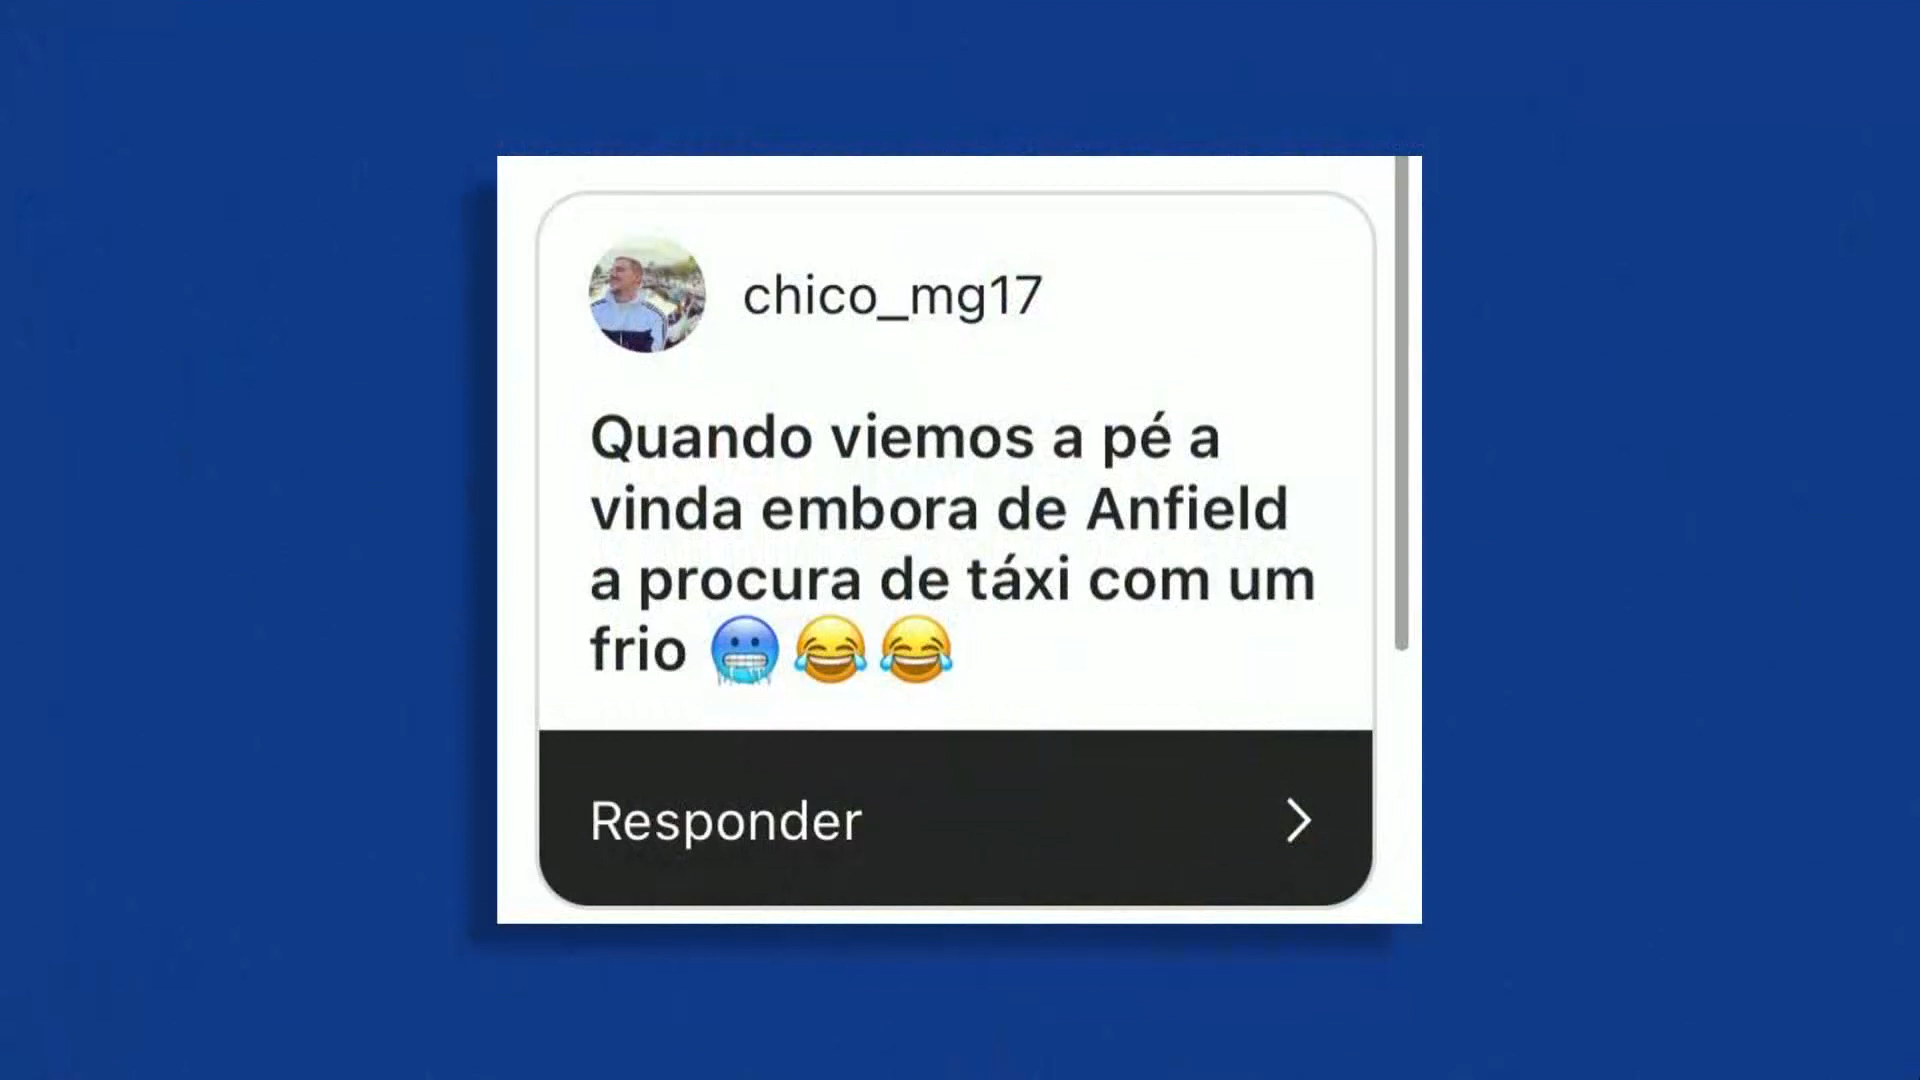 chico_mg17
Quando viemos a pé a
vinda embora de Anfield
a procura de táxi com um
frio 🥶😂😂
Responder